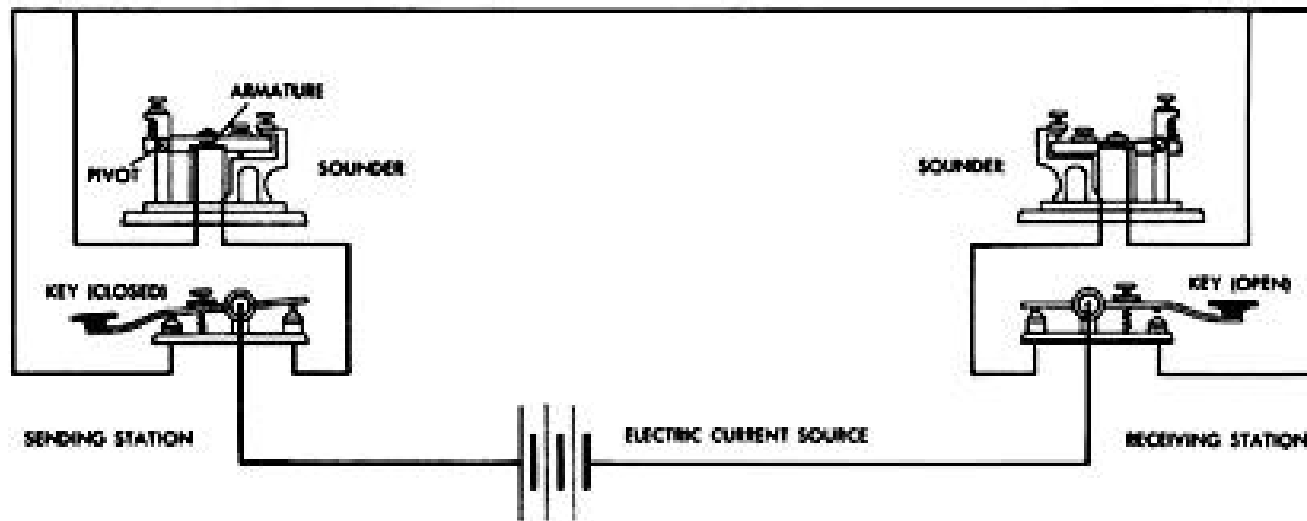 ARMATURE
PIVOT
SOUNDER
SOUNDER
KEY (CLOSED)
KEY (OPEN)
SENDING STATION
ELECTRIC CURRENT SOURCE
RECEIVING STATION